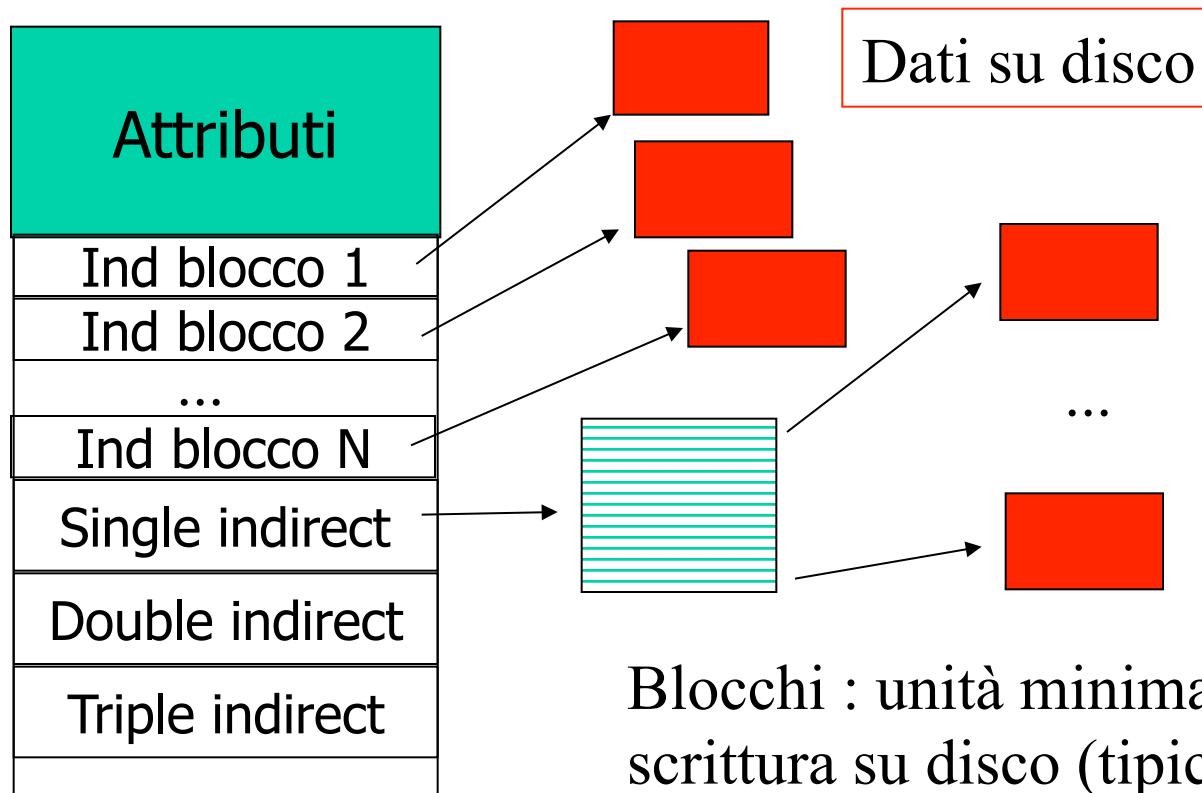 Dati su disco
Attributi
Ind blocco 1
Ind blocco 2
...
Ind blocco N
...
Single indirect
Double indirect
Triple indirect
Blocchi : unità minima
scrittura su disco (tipic